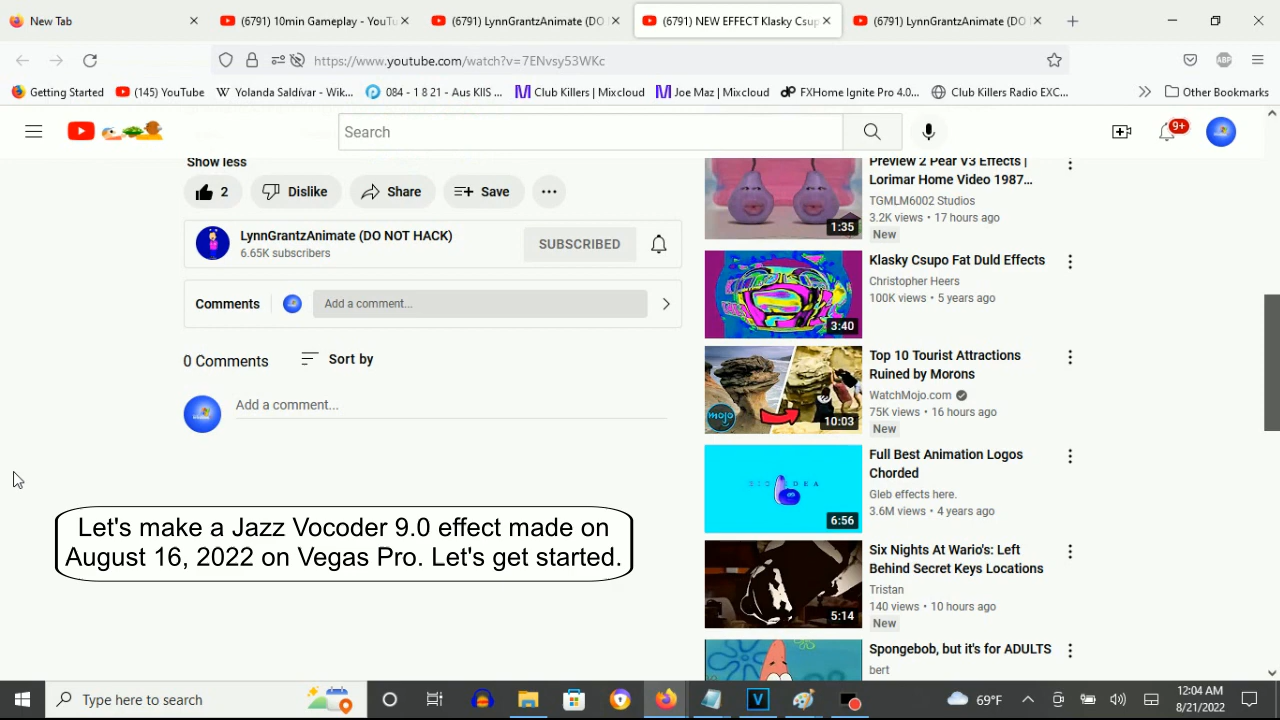 New Tab
(6791) 10min Gameplay - YouTu
(6791) LynnGrantzAnimate (DO
(6791) NEW EFFECT Klasky Csup
(6791) LynnGrantzAnimate (DO
https://www.youtube.com/watch?v=7ENvsy53WKc
ABP
Getting Started
(145) YouTube
Yolanda Saldívar - Wik...
084 - 1 8 21 - Aus KIIS ...
Club Killers | Mixcloud
Joe Maz | Mixcloud
FXHome Ignite Pro 4.0...
Club Killers Radio EXC...
Other Bookmarks
Search
9+
Show less
2
Dislike
Share
Save
LynnGrantzAnimate (DO NOT HACK)
6.65K subscribers
SUBSCRIBED
Comments
Add a comment...
0 Comments
Sort by
Add a comment...
Let's make a Jazz Vocoder 9.0 effect made on
August 16, 2022 on Vegas Pro. Let's get started.
1:35
Preview 2 Pear V3 Effects |
Lorimar Home Video 1987...
TGMLM6002 Studios
3.2K views • 17 hours ago
New
3:40
Klasky Csupo Fat Duld Effects
Christopher Heers
100K views • 5 years ago
mojo
10:03
Top 10 Tourist Attractions
Ruined by Morons
WatchMojo.com
75K views • 16 hours ago
New
BIG IDEA
6:56
Full Best Animation Logos
Chorded
Gleb effects here.
3.6M views • 4 years ago
5:14
Six Nights At Wario's: Left
Behind Secret Keys Locations
Tristan
140 views • 10 hours ago
New
Spongebob, but it's for ADULTS
bert
Type here to search
69°F
12:04 AM
8/21/2022